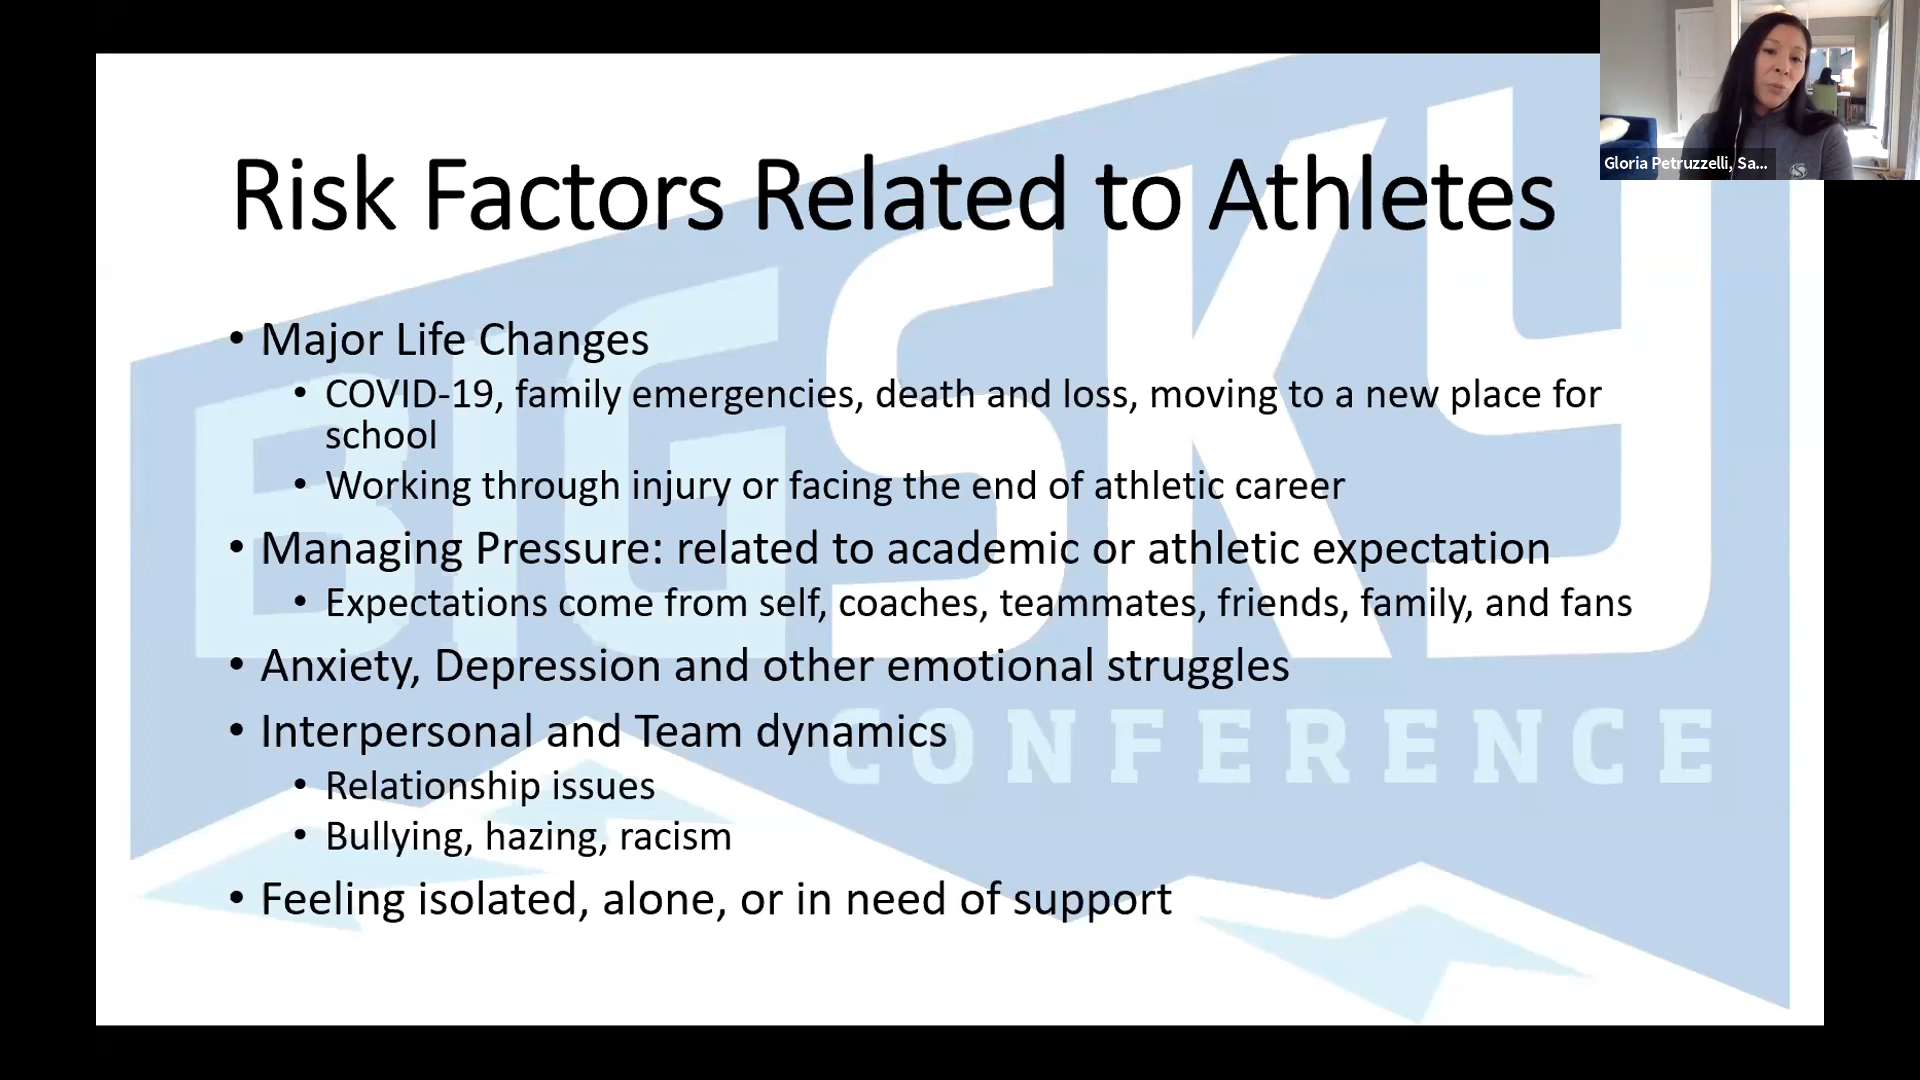 Gloria Petruzzelli, Sa...
Risk Factors Related to Athletes
• Major Life Changes
• COVID-19, family emergencies, death and loss, moving to a new place for
school
• Working through injury or facing the end of athletic career
• Managing Pressure: related to academic or athletic expectation
• Expectations come from self, coaches, teammates, friends, family, and fans
• Anxiety, Depression and other emotional struggles
• Interpersonal and Team dynamics
• Relationship issues
• Bullying, hazing, racism
• Feeling isolated, alone, or in need of support
BIG SKY
CONFERENCE